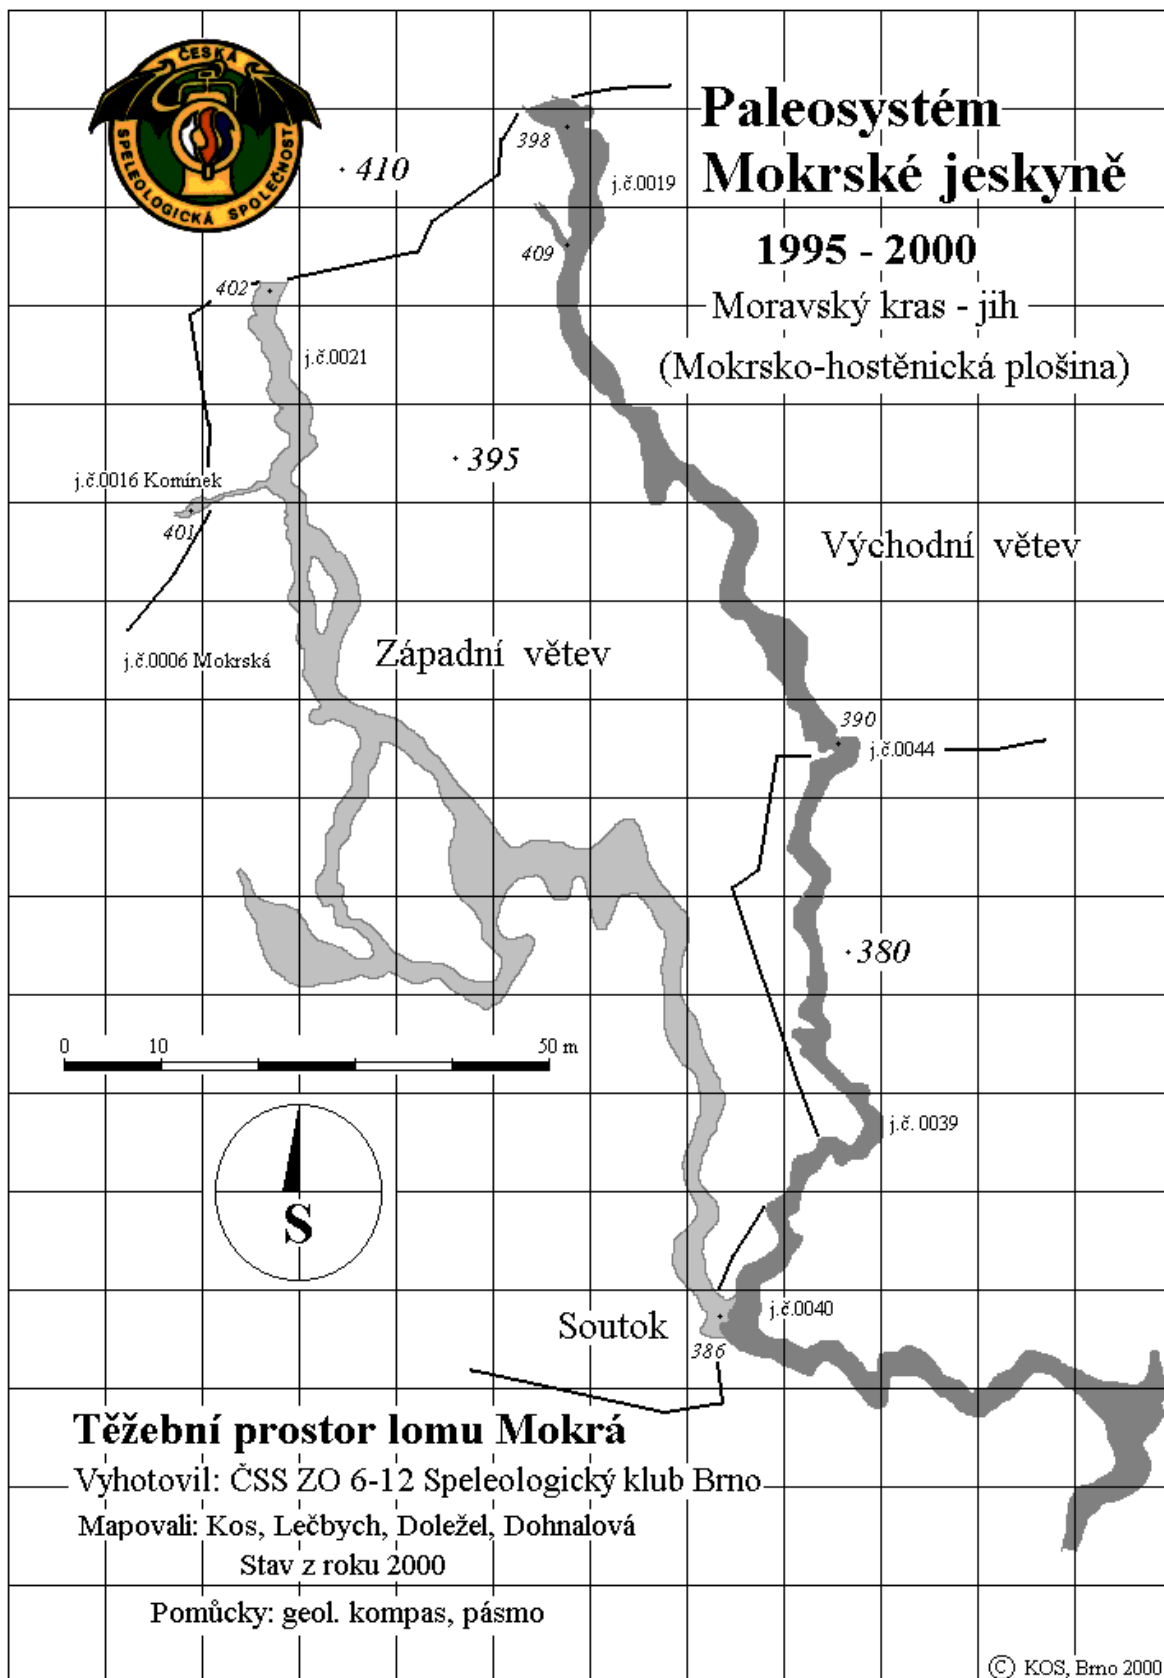 ČESKÁ
SPELEOLOGICKÁ SPOLEČNOST
Paleosystém
Mokrské jeskyně
1995 - 2000
Moravský kras - jih
(Mokrsko-hostěnická plošina)
398
410
j.č.0019
409
402
j.č.0021
395
j.č.0016 Komínek
401
Východní větev
j.č.0006 Mokrská
Západní větev
390
j.č.0044
380
0 10 50 m
j.č. 0039
S
j.č.0040
Soutok
386
Těžební prostor lomu Mokrá
Vyhotovil: ČSS ZO 6-12 Speleologický klub Brno
Mapovali: Kos, Lečbych, Doležel, Dohnalová
Stav z roku 2000
Pomůcky: geol. kompas, pásmo
© KOS, Brno 2000